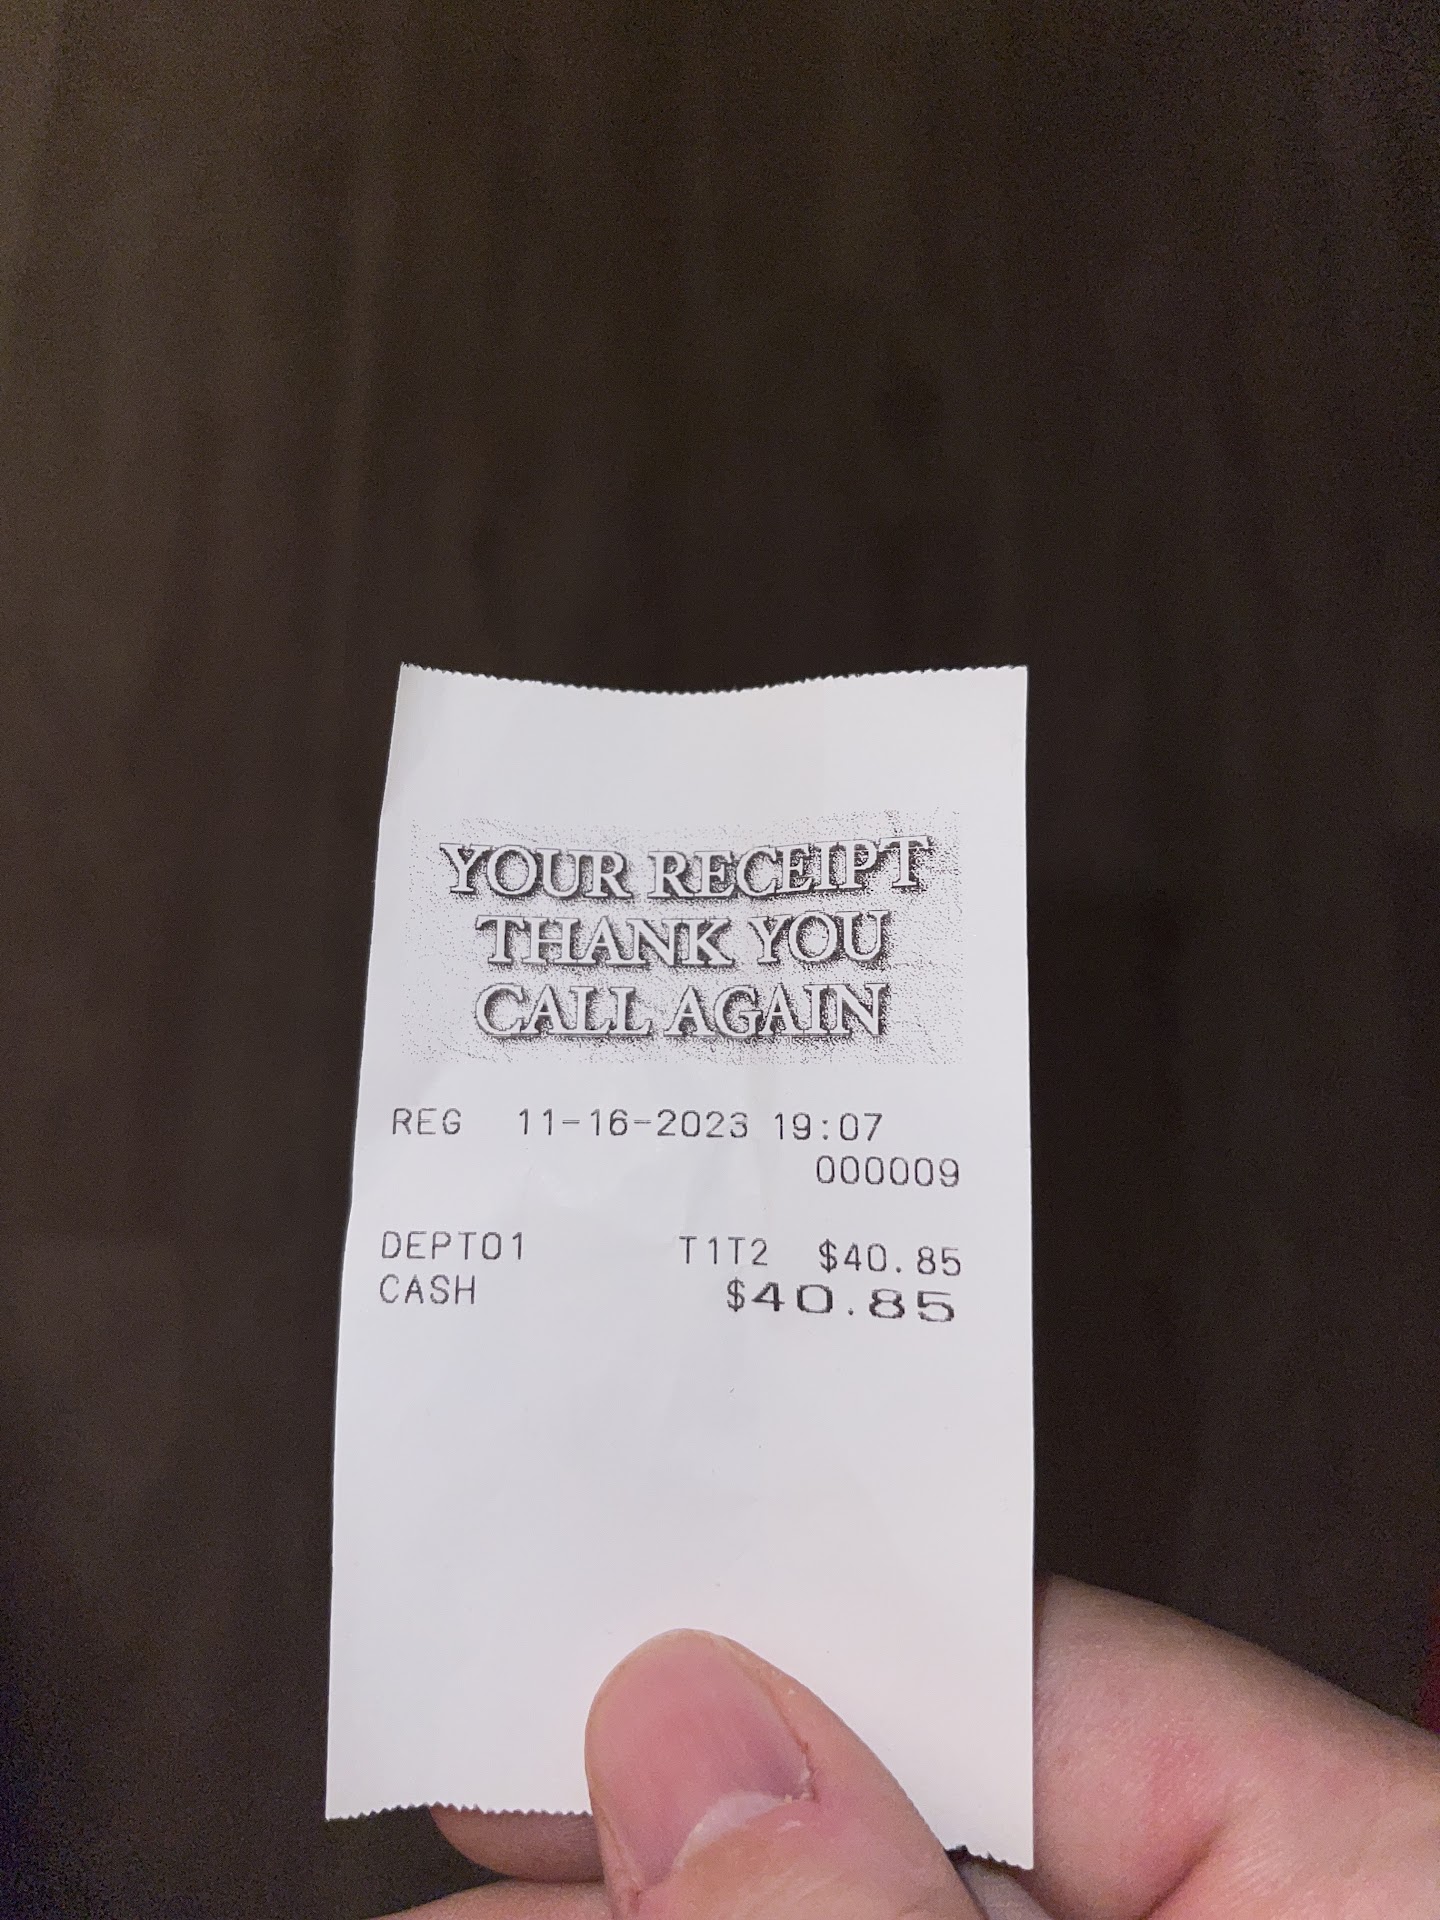 YOUR RECEIPT
THANK YOU
CALL AGAIN
REG 11-16-2023 19:07
000009
DEPT01 T1T2 $40.85
CASH $40.85